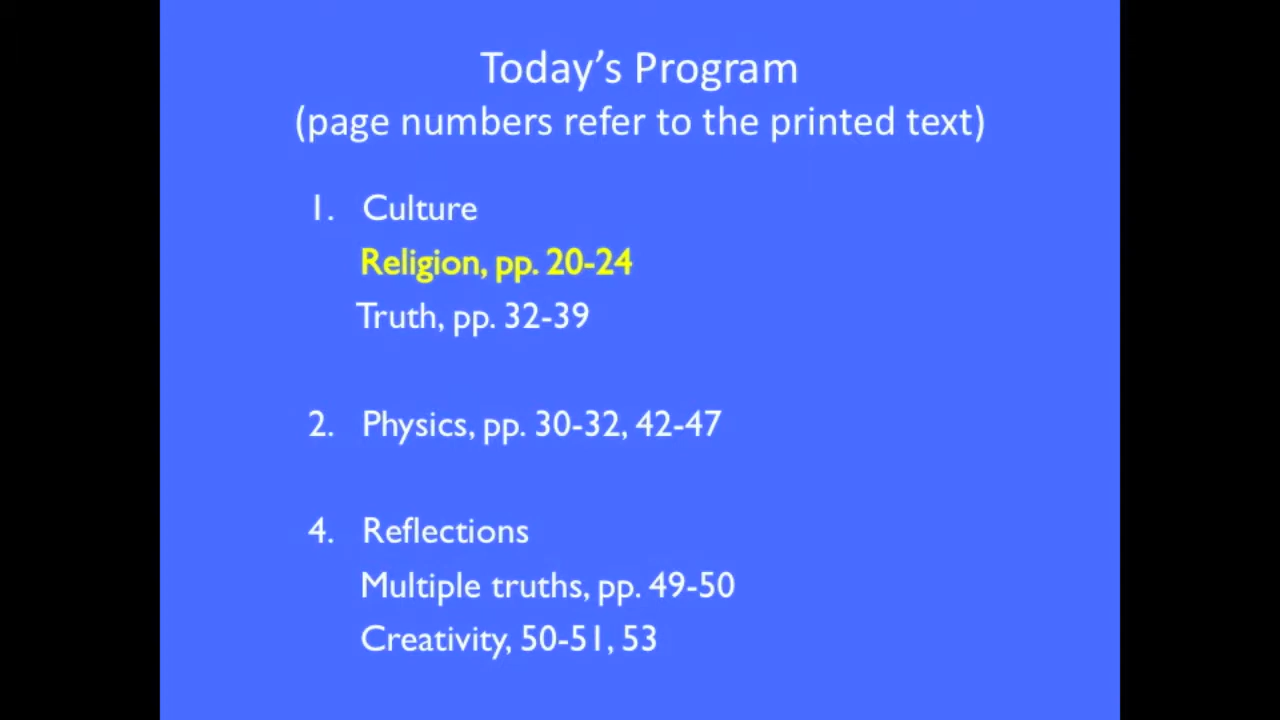 Today’s Program
(page numbers refer to the printed text)
1. Culture
Religion, pp. 20-24
Truth, pp. 32-39
2. Physics, pp. 30-32, 42-47
4. Reflections
Multiple truths, pp. 49-50
Creativity, 50-51, 53